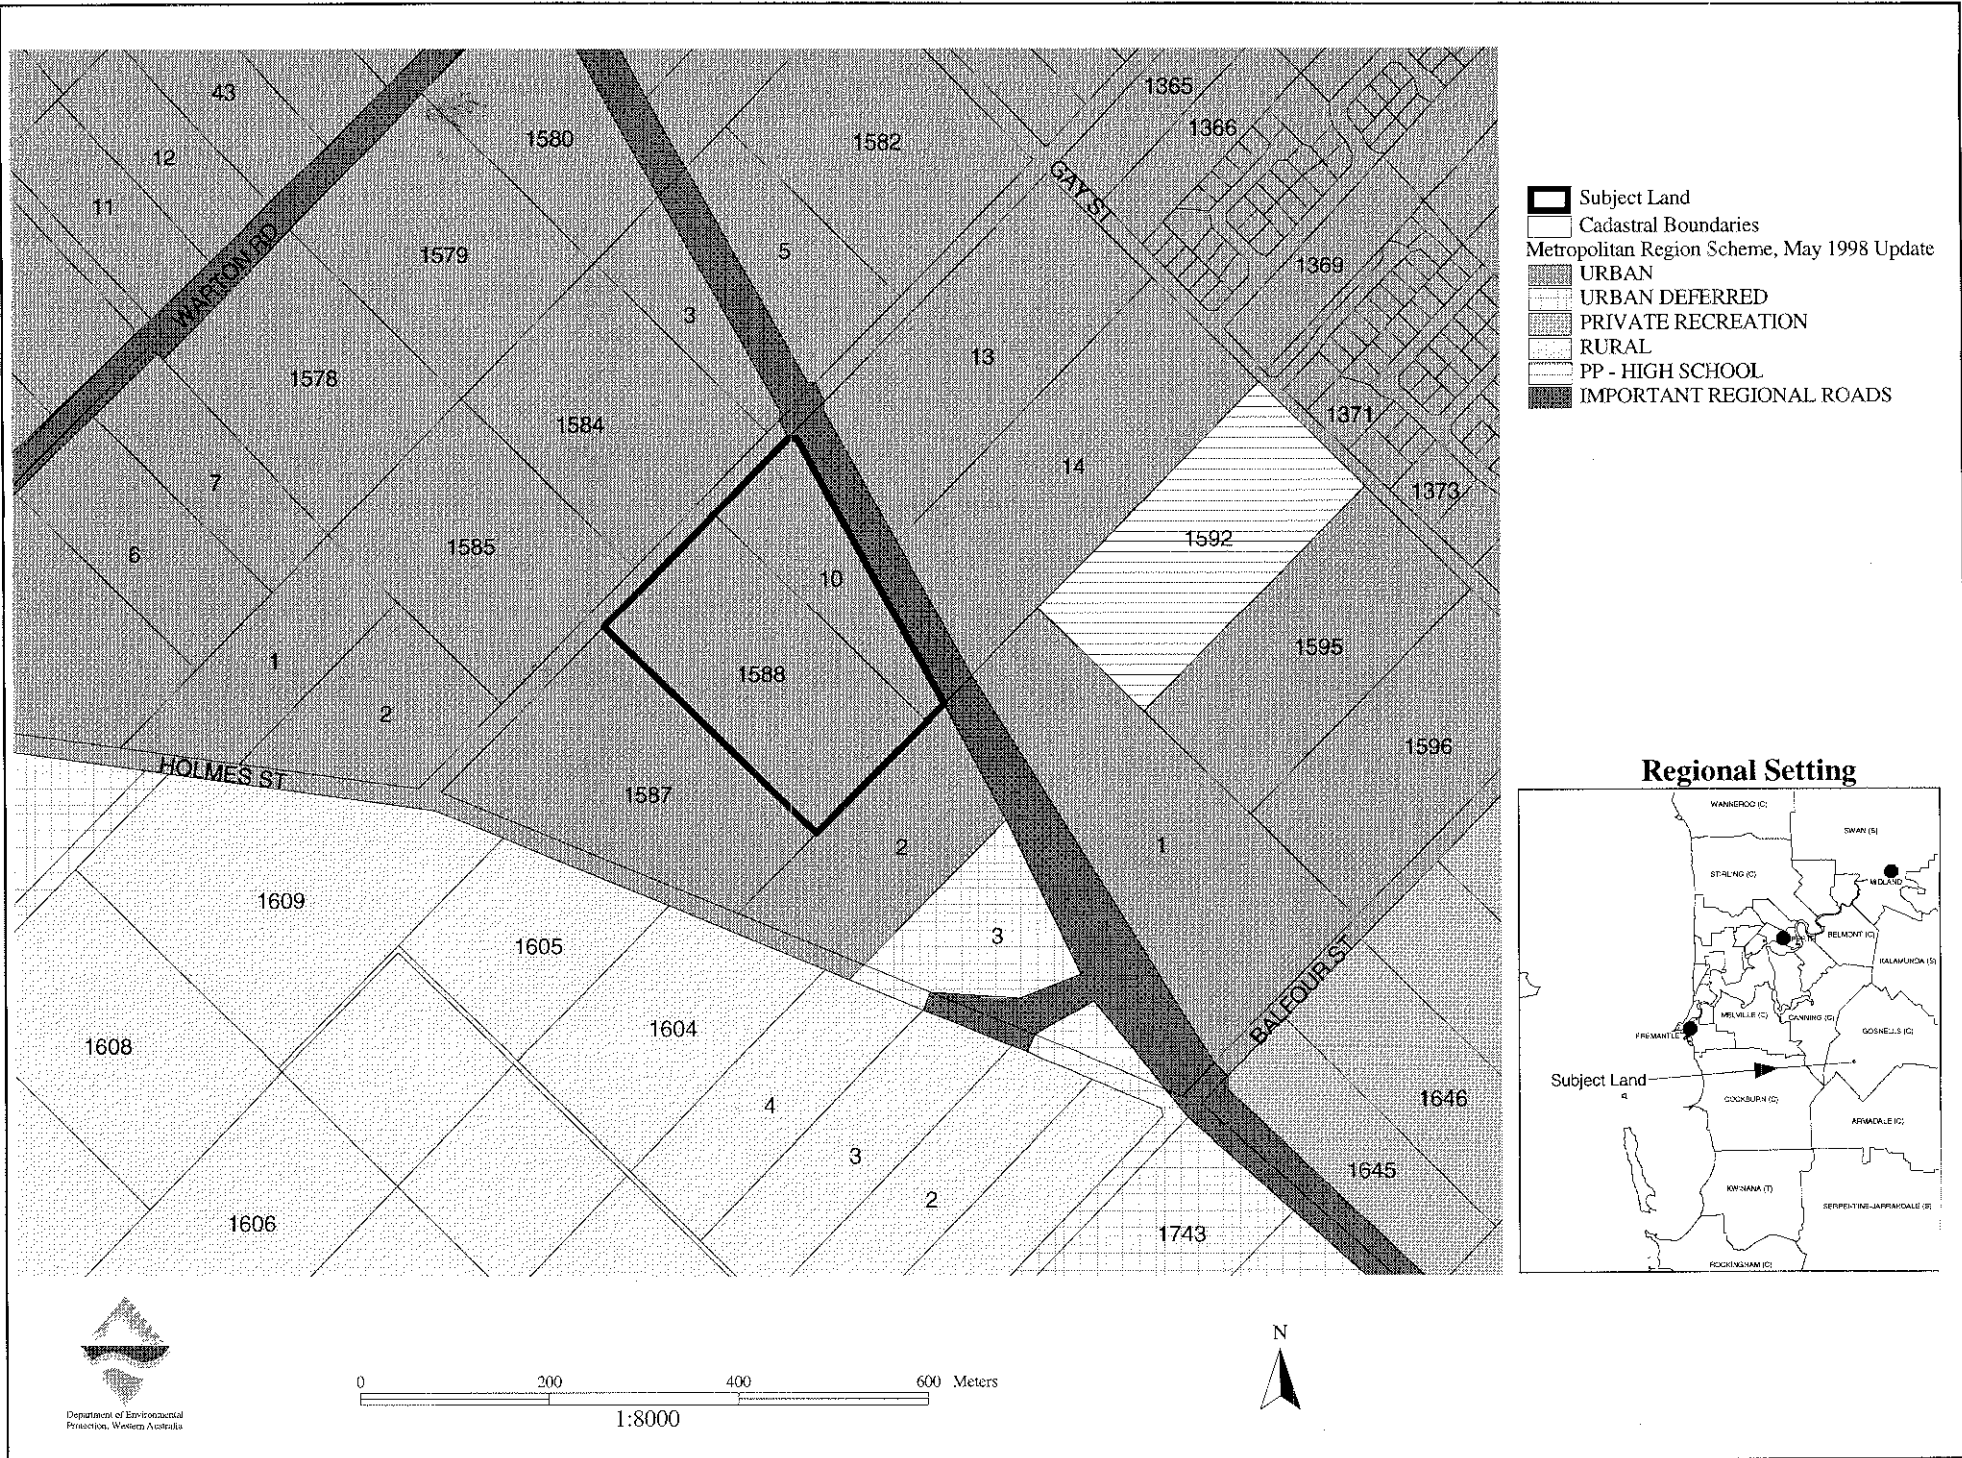 43
1580
1582
1365
1366
12
11
WARTON RD
1579
5
GAY ST
1369
3
1578
13
1584
14
1371
7
1373
6
1585
1592
10
1
1588
1595
2
1596
HOLMES ST
1587
2
1
1609
3
1605
BALFOUR ST
1604
1608
4
1646
3
1645
2
1606
1743
Subject Land
Cadastral Boundaries
Metropolitan Region Scheme, May 1998 Update
URBAN
URBAN DEFERRED
PRIVATE RECREATION
RURAL
PP - HIGH SCHOOL
IMPORTANT REGIONAL ROADS
Regional Setting
WANNEROO (C)
SWAN (S)
STIRLING (C)
MIDLAND
BELMONT (C)
KALAMUNDA (S)
MELVILLE (C)
CANNING (C)
GOSNELLS (C)
FREMANTLE
Subject Land
COCKBURN (C)
ARMADALE (C)
KWINANA (T)
SERPENTINE-JARRAHDALE (S)
ROCKINGHAM (C)
Department of Environmental
Protection, Western Australia
0 200 400 600 Meters
1:8000
N